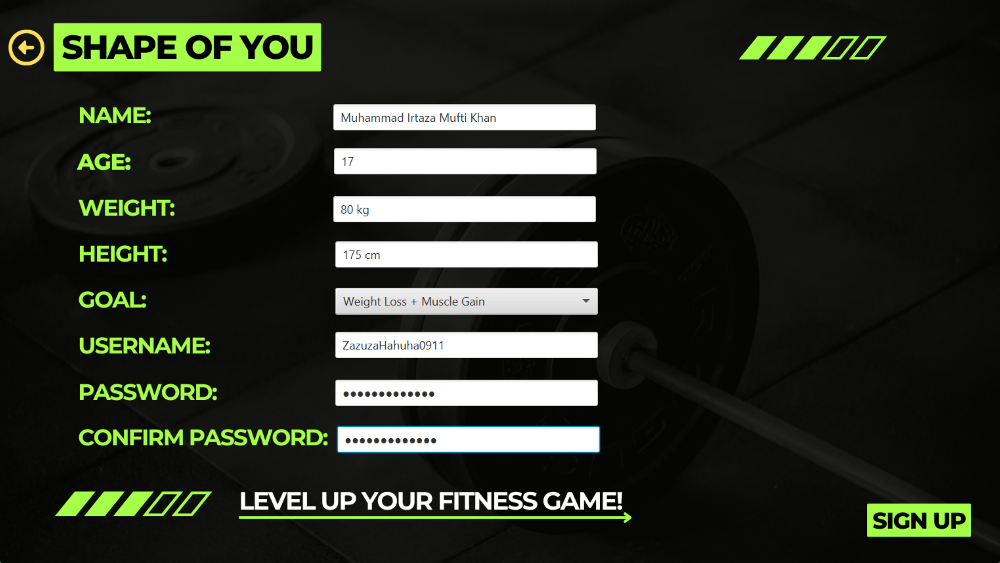 SHAPE OF YOU
NAME: Muhammad Irtaza Mufti Khan
AGE: 17
WEIGHT: 80 kg
HEIGHT: 175 cm
GOAL: Weight Loss + Muscle Gain
USERNAME: ZazuzaHahuha0911
PASSWORD: •••••••••••••
CONFIRM PASSWORD: •••••••••••••
LEVEL UP YOUR FITNESS GAME!
SIGN UP